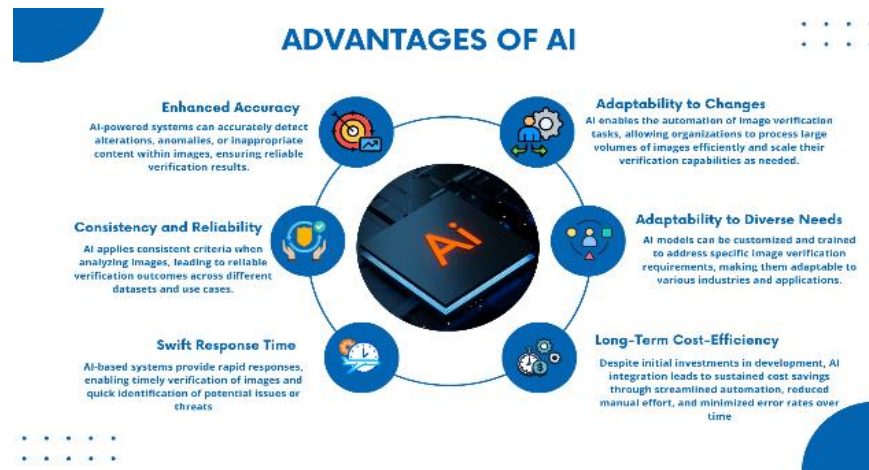 ADVANTAGES OF AI
Enhanced Accuracy
AI-powered systems can accurately detect
alterations, anomalies, or inappropriate
content within images, ensuring reliable
verification results.
Consistency and Reliability
AI applies consistent criteria when
analyzing images, leading to reliable
verification outcomes across different
datasets and use cases.
Swift Response Time
AI-based systems provide rapid responses,
enabling timely verification of images and
quick identification of potential issues or
threats
Ai
Adaptability to Changes
AI enables the automation of image verification
tasks, allowing organizations to process large
volumes of images efficiently and scale their
verification capabilities as needed.
Adaptability to Diverse Needs
AI models can be customized and trained
to address specific image verification
requirements, making them adaptable to
various industries and applications.
Long-Term Cost-Efficiency
Despite initial investments in development, AI
integration leads to sustained cost savings
through streamlined automation, reduced
manual effort, and minimized error rates over
time